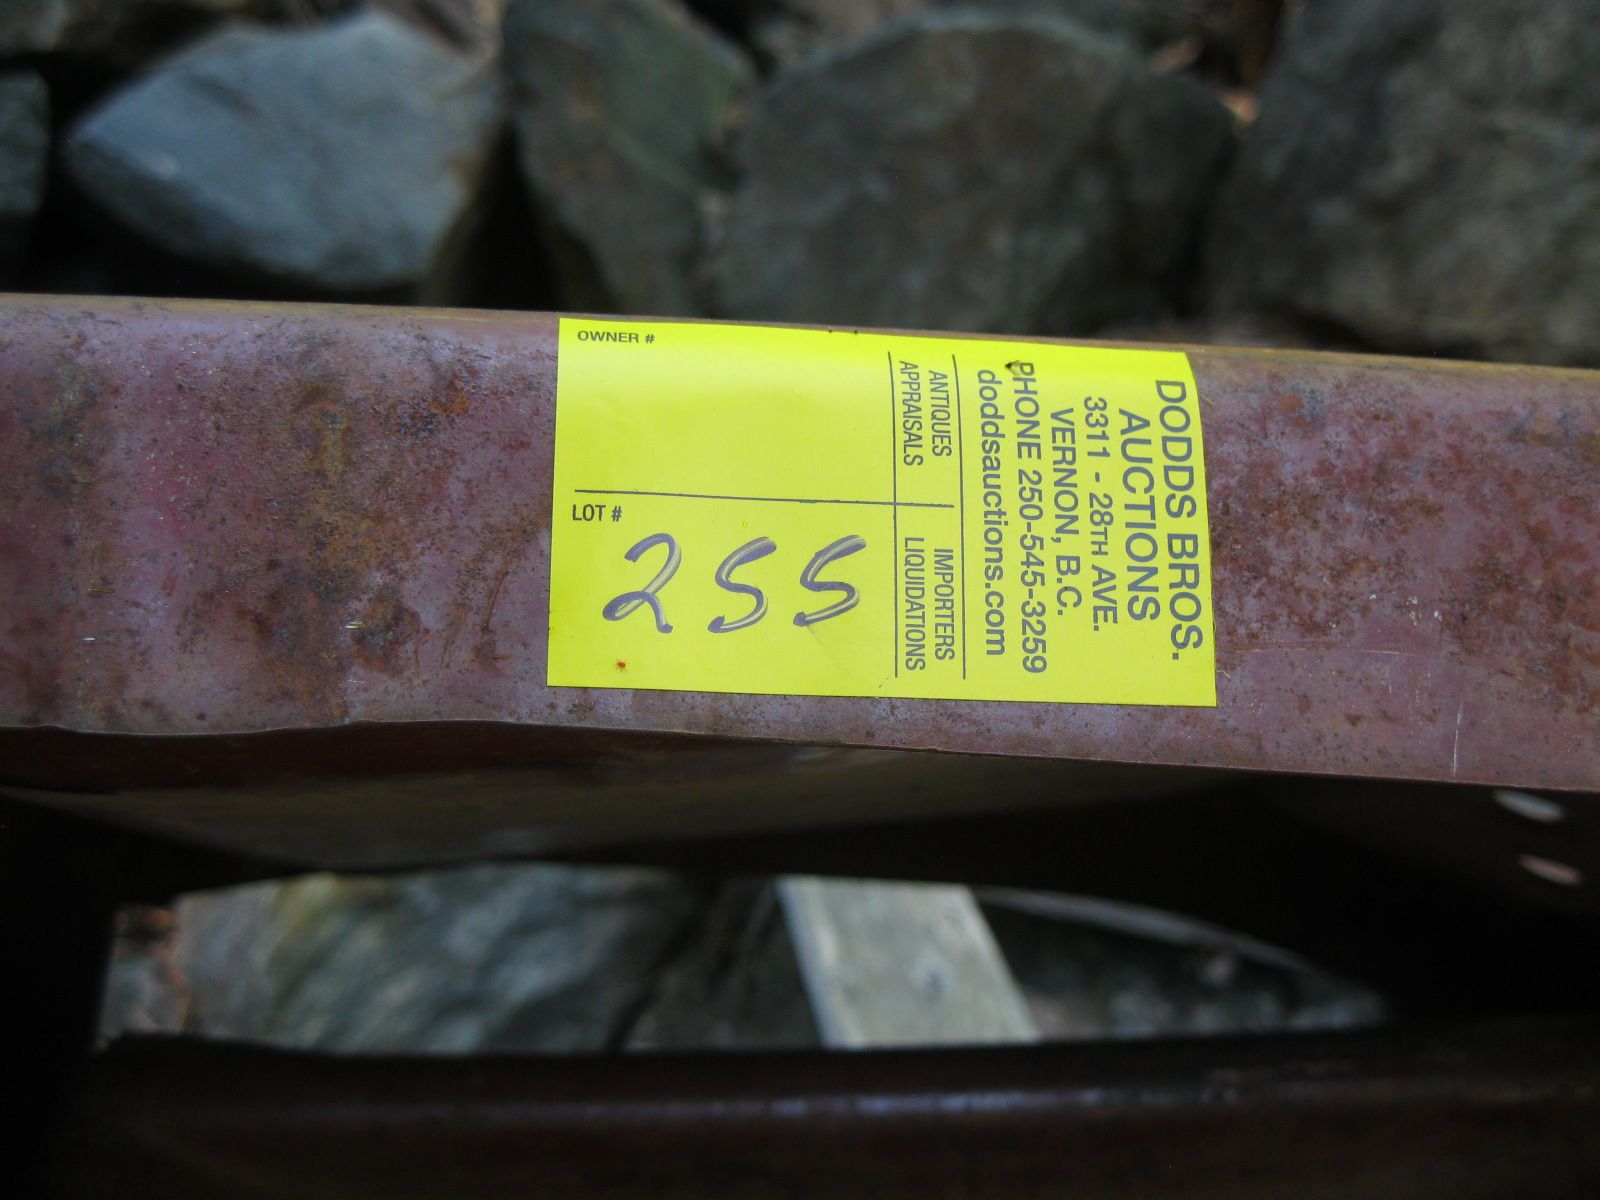 DODDS BROS.
AUCTIONS
3311 - 28TH AVE.
VERNON, B.C.
PHONE 250-545-3259
doddsauctions.com
ANTIQUES IMPORTERS
APPRAISALS LIQUIDATIONS
OWNER #
LOT #
255